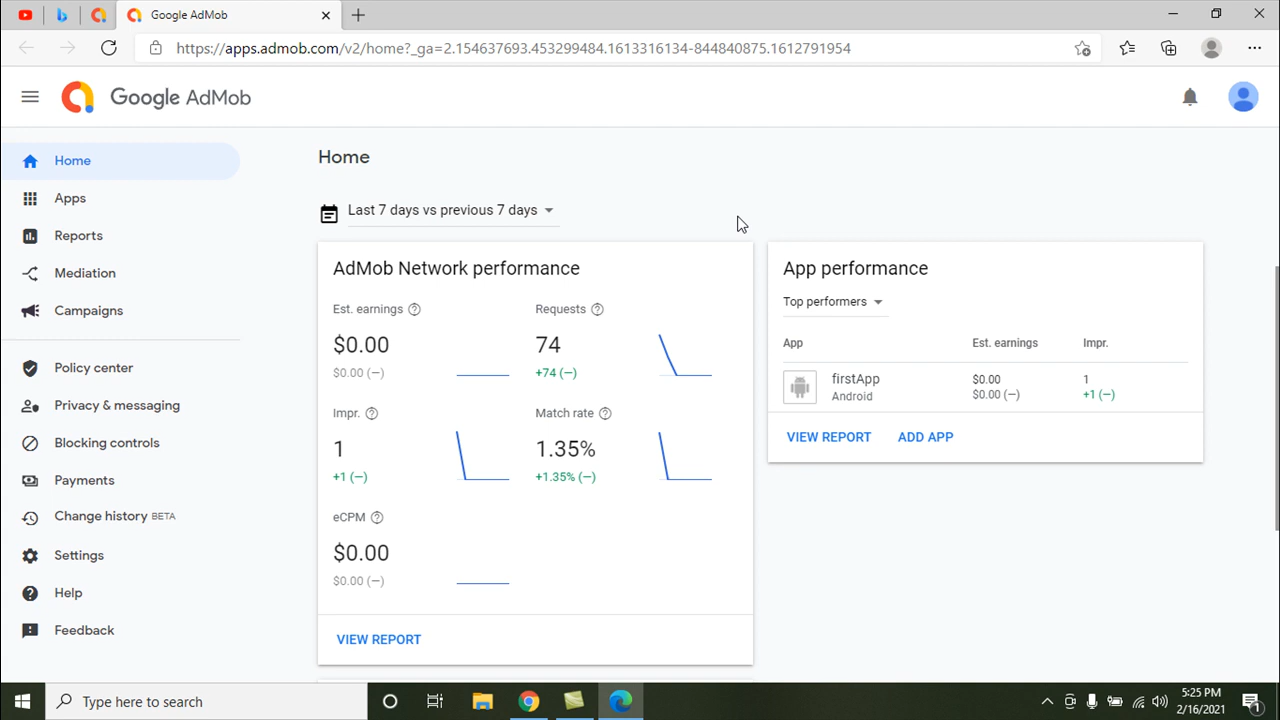 Google AdMob
https://apps.admob.com/v2/home?_ga=2.154637693.453299484.1613316134-844840875.1612791954
Google AdMob
Home
Apps
Reports
Mediation
Campaigns
Policy center
Privacy & messaging
Blocking controls
Payments
Change history BETA
Settings
Help
Feedback
Home
Last 7 days vs previous 7 days
AdMob Network performance
Est. earnings
$0.00
$0.00 (—)
Requests
74
+74 (—)
Impr.
1
+1 (—)
Match rate
1.35%
+1.35% (—)
eCPM
$0.00
$0.00 (—)
VIEW REPORT
App performance
Top performers
App Est. earnings Impr.
firstApp $0.00 1
Android $0.00 (—) +1 (—)
VIEW REPORT ADD APP
Type here to search
5:25 PM
2/16/2021
1